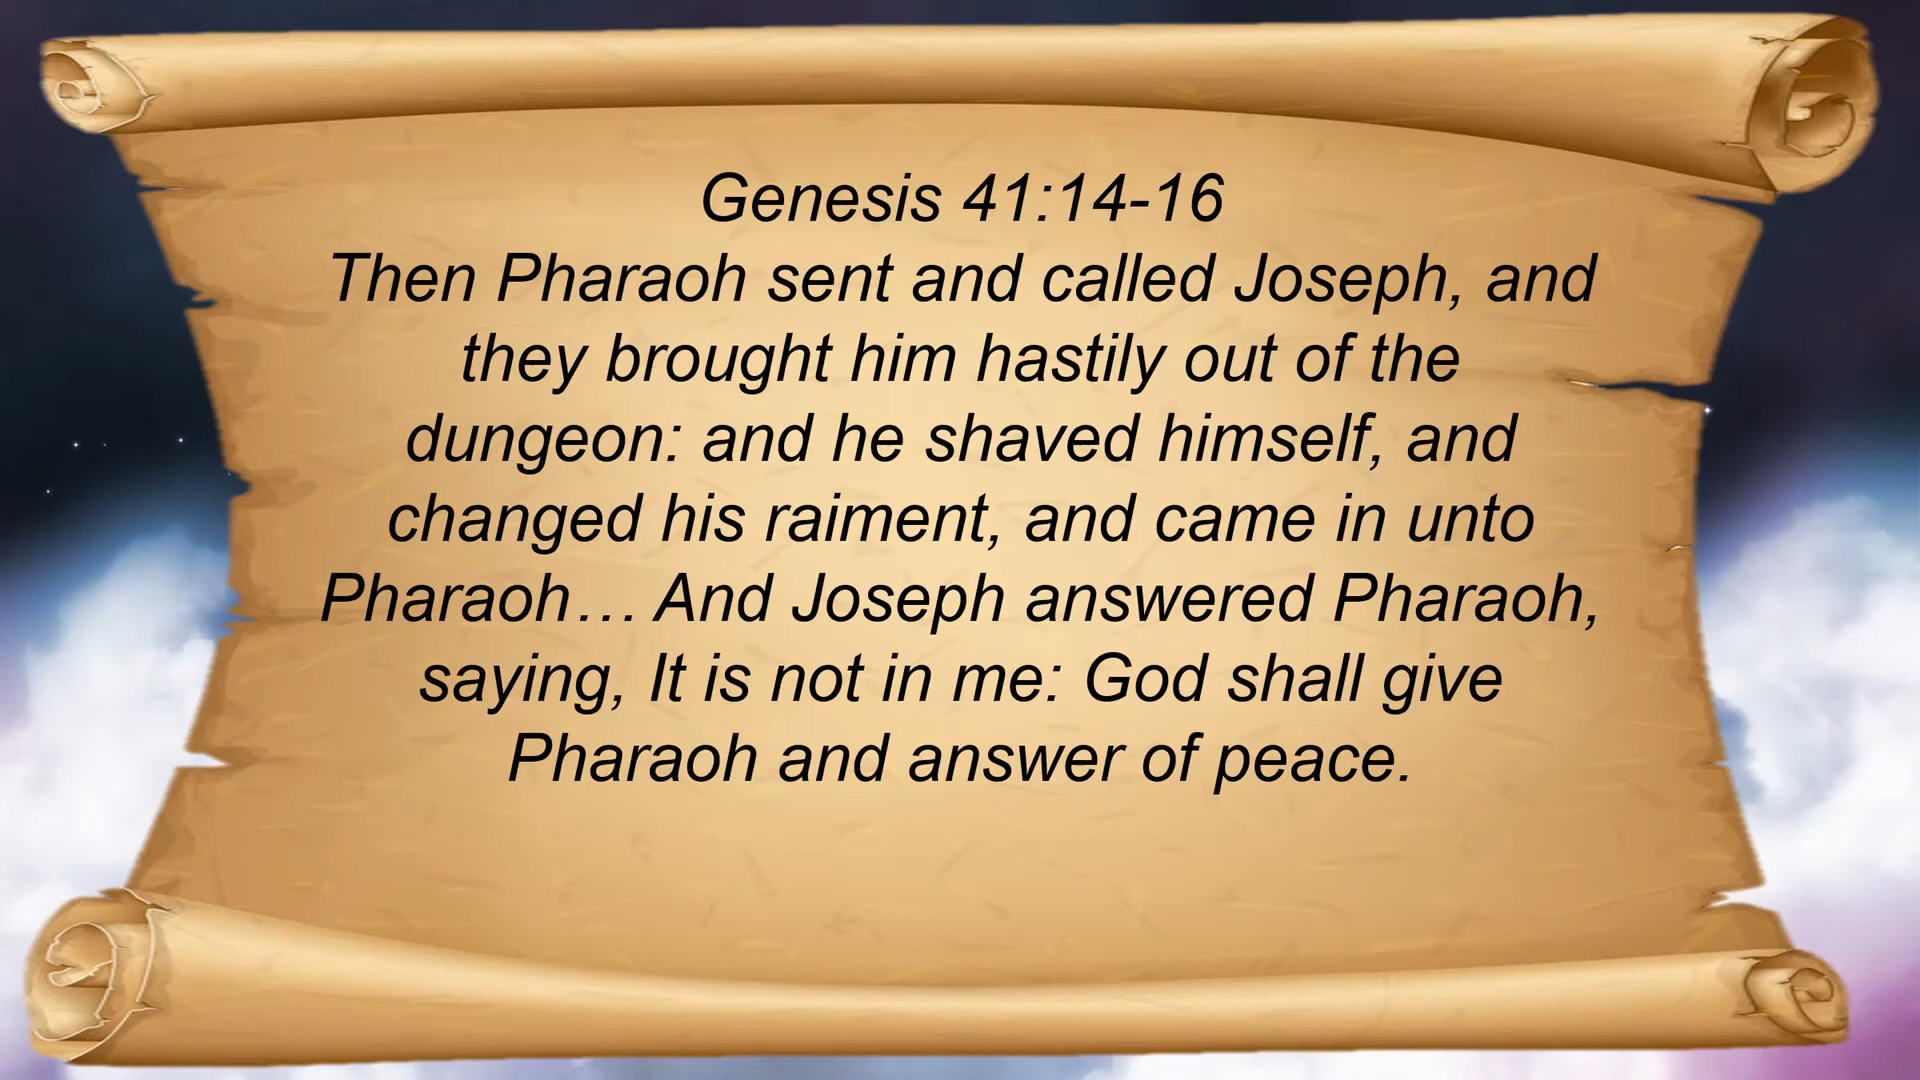 Genesis 41:14-16
Then Pharaoh sent and called Joseph, and
they brought him hastily out of the
dungeon: and he shaved himself, and
changed his raiment, and came in unto
Pharaoh… And Joseph answered Pharaoh,
saying, It is not in me: God shall give
Pharaoh and answer of peace.